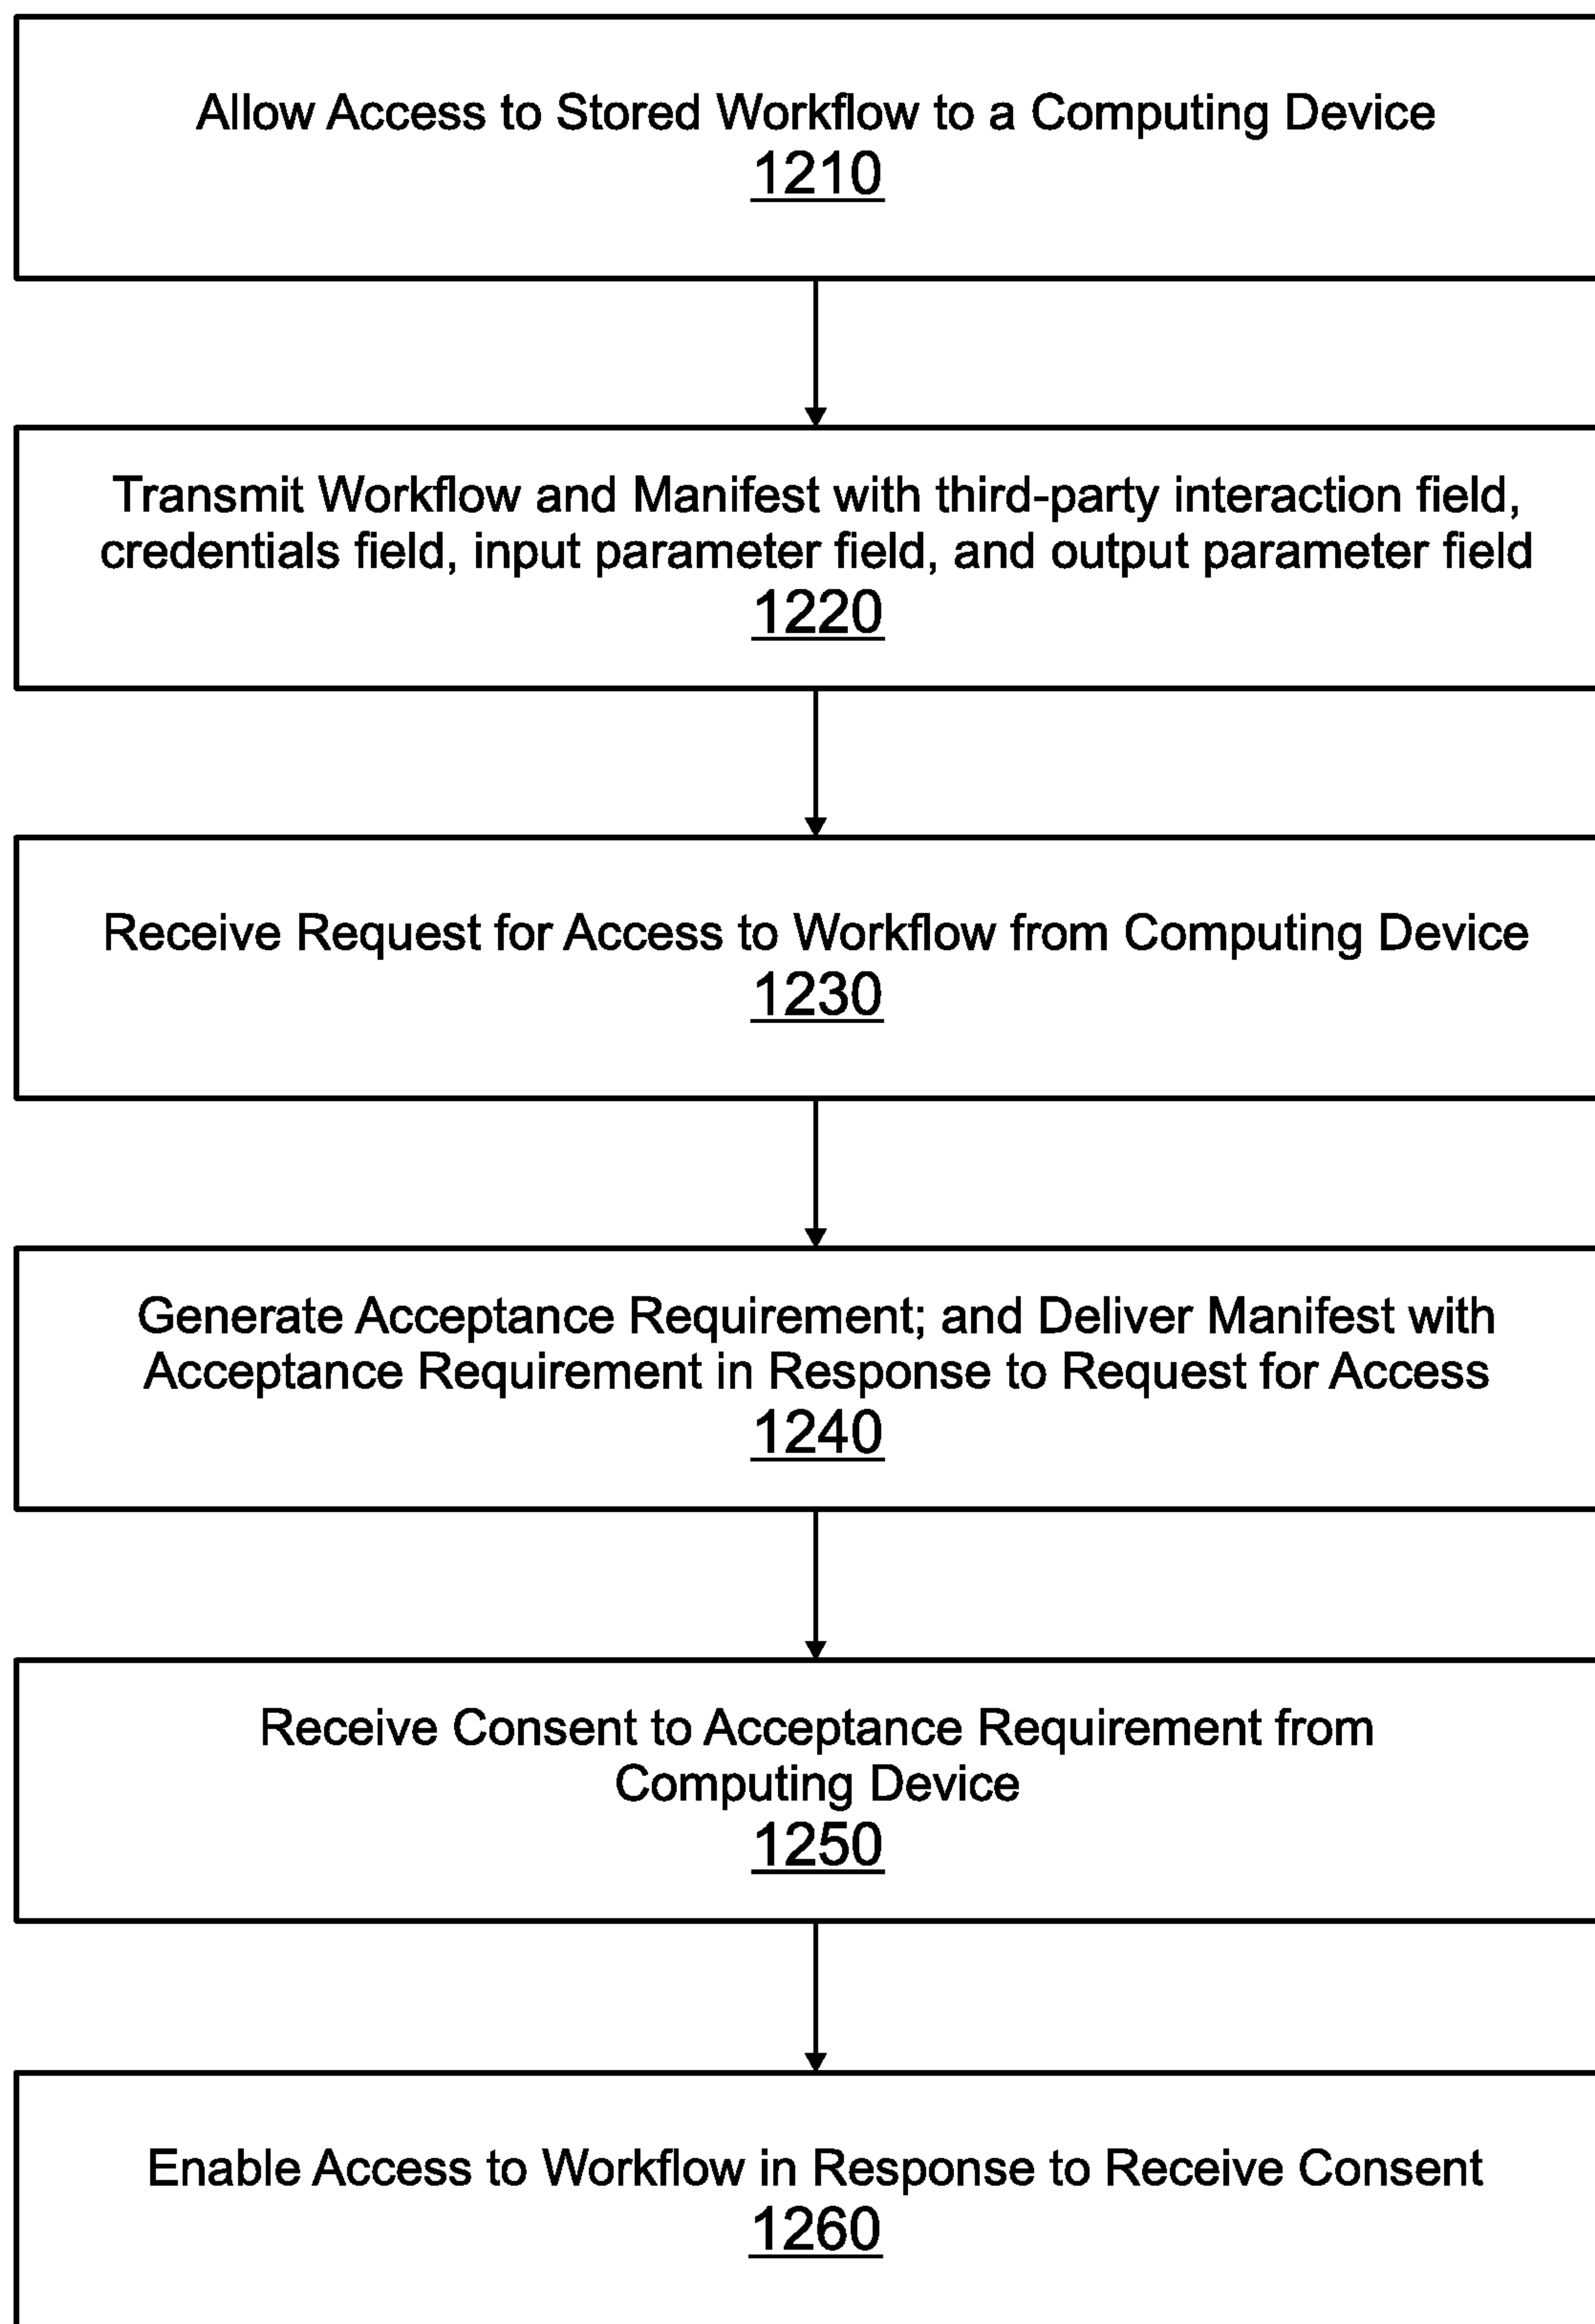 Allow Access to Stored Workflow to a Computing Device
1210
Transmit Workflow and Manifest with third-party interaction field,
credentials field, input parameter field, and output parameter field
1220
Receive Request for Access to Workflow from Computing Device
1230
Generate Acceptance Requirement; and Deliver Manifest with
Acceptance Requirement in Response to Request for Access
1240
Receive Consent to Acceptance Requirement from
Computing Device
1250
Enable Access to Workflow in Response to Receive Consent
1260